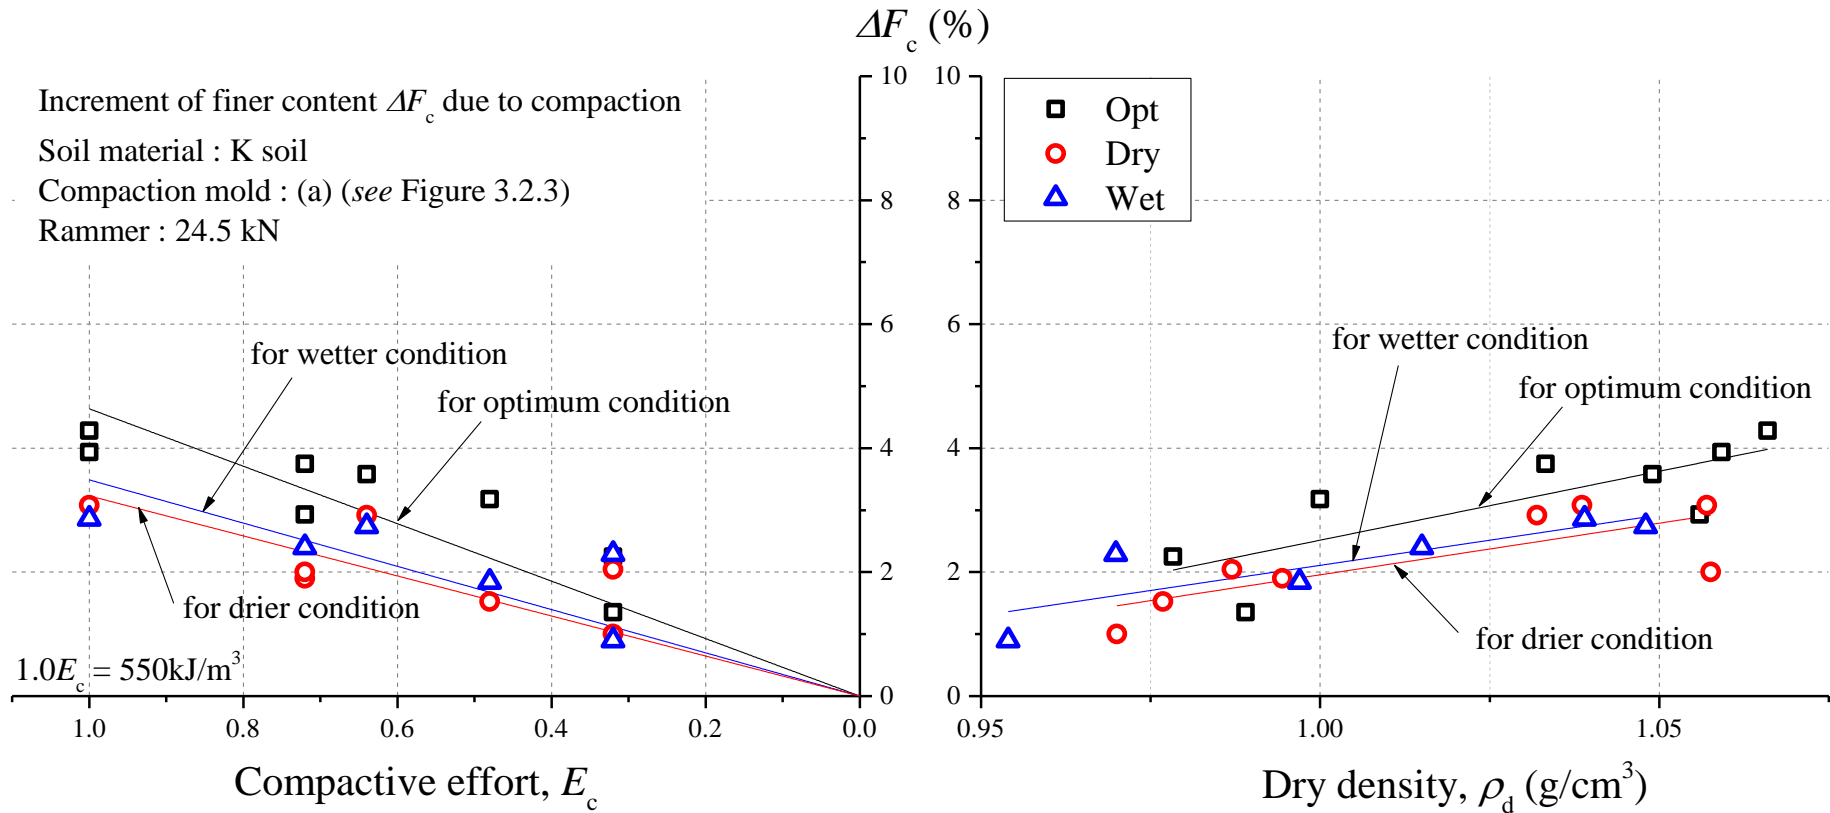 ΔFc (%)
Increment of finer content ΔFc due to compaction
Soil material : K soil
Compaction mold : (a) (see Figure 3.2.3)
Rammer : 24.5 kN
for wetter condition
for optimum condition
for drier condition
1.0Ec = 550kJ/m³
10
8
6
4
2
0
1.0 0.8 0.6 0.4 0.2 0.0
Compactive effort, Ec
Opt
Dry
Wet
for wetter condition
for optimum condition
for drier condition
10
8
6
4
2
0
0.95 1.00 1.05
Dry density, ρd (g/cm³)